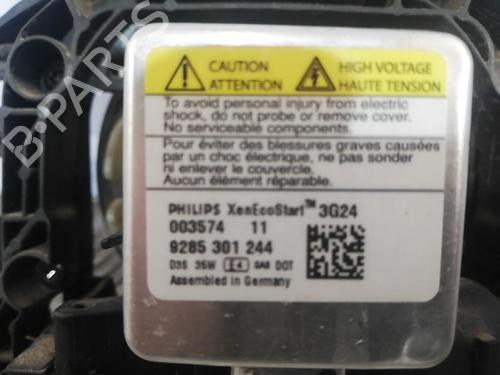 CAUTION
ATTENTION
HIGH VOLTAGE
HAUTE TENSION
To avoid personal injury from electric
shock, do not probe or remove cover.
No serviceable components.
Pour éviter des blessures graves causées
par un choc électrique, ne pas sonder
ni enlever le couvercle.
Aucun élément réparable.
PHILIPS XenEcoStart™ 3G24
003574 11
9285 301 244
D3S 35W E4 DOT
Assembled in Germany
B-PARTS